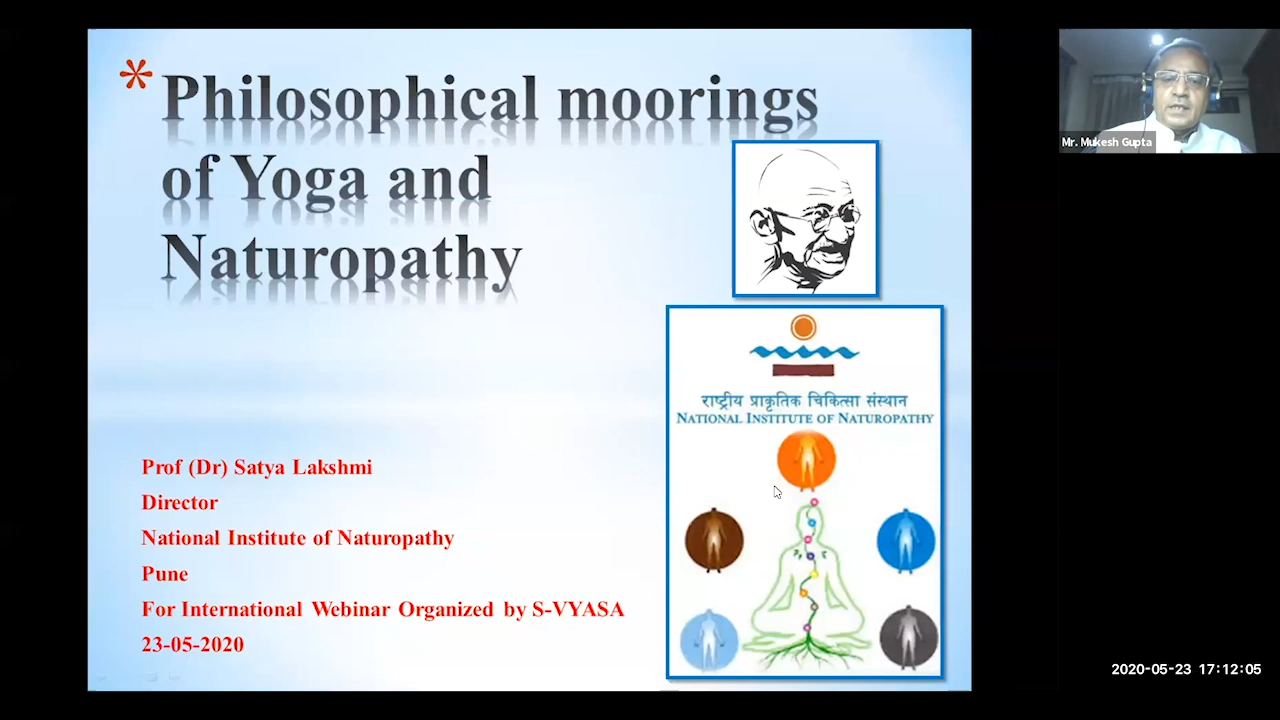 * Philosophical moorings
of Yoga and
Naturopathy
राष्ट्रीय प्राकृतिक चिकित्सा संस्थान
NATIONAL INSTITUTE OF NATUROPATHY
Prof (Dr) Satya Lakshmi
Director
National Institute of Naturopathy
Pune
For International Webinar Organized by S-VYASA
23-05-2020
Mr. Mukesh Gupta
2020-05-23 17:12:05